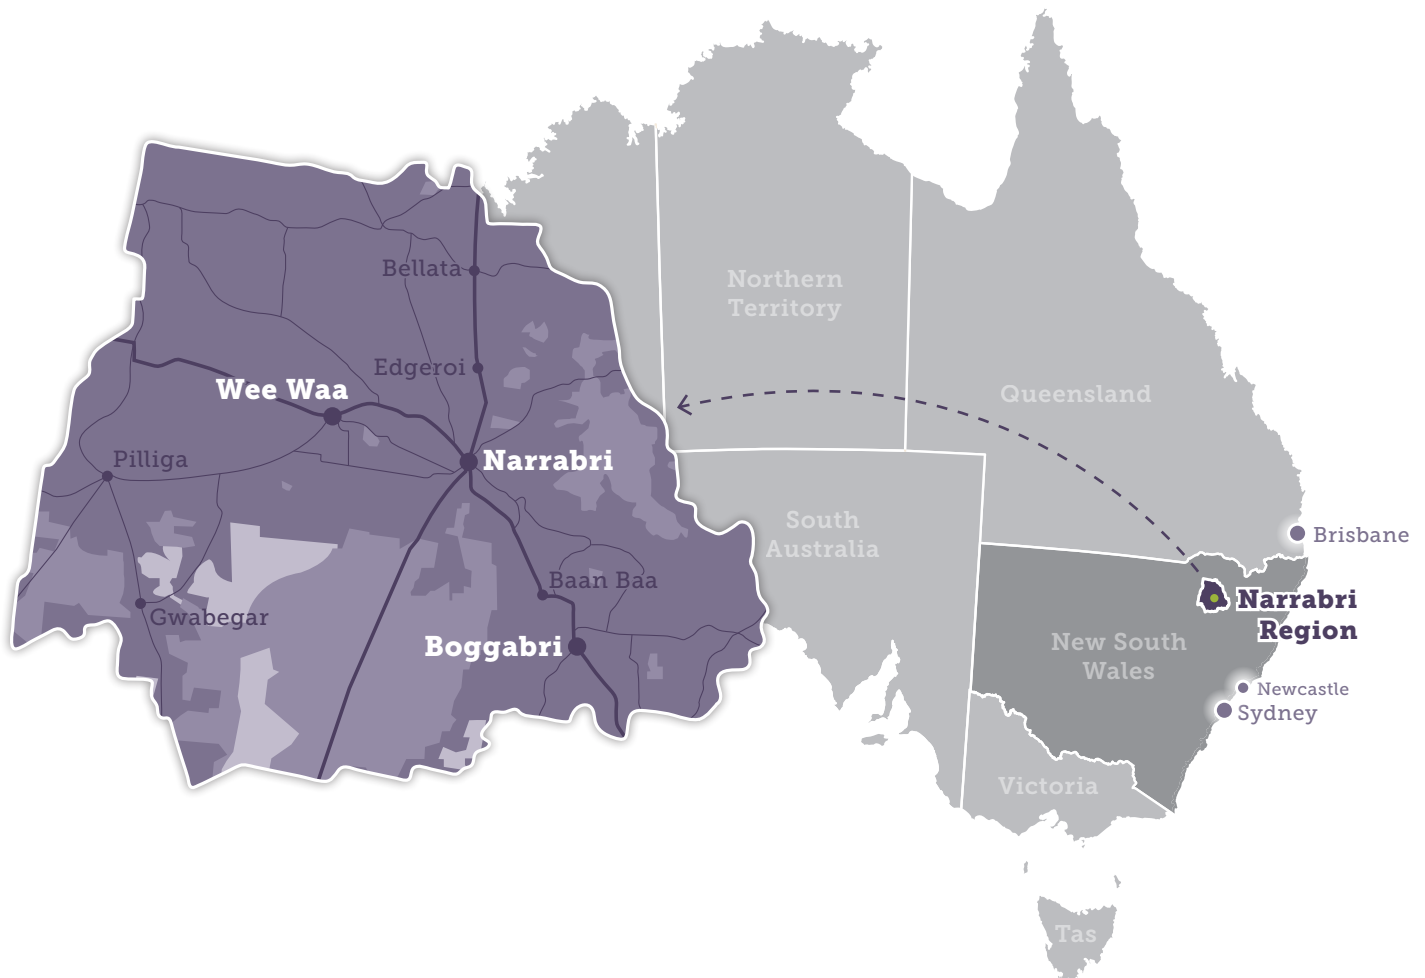 Bellata
Edgeroi
Wee Waa
Pilliga
Narrabri
Gwabegar
Baan Baa
Boggabri
Northern
Territory
Queensland
South
Australia
Brisbane
Narrabri
Region
New South
Wales
Newcastle
Sydney
Victoria
Tas